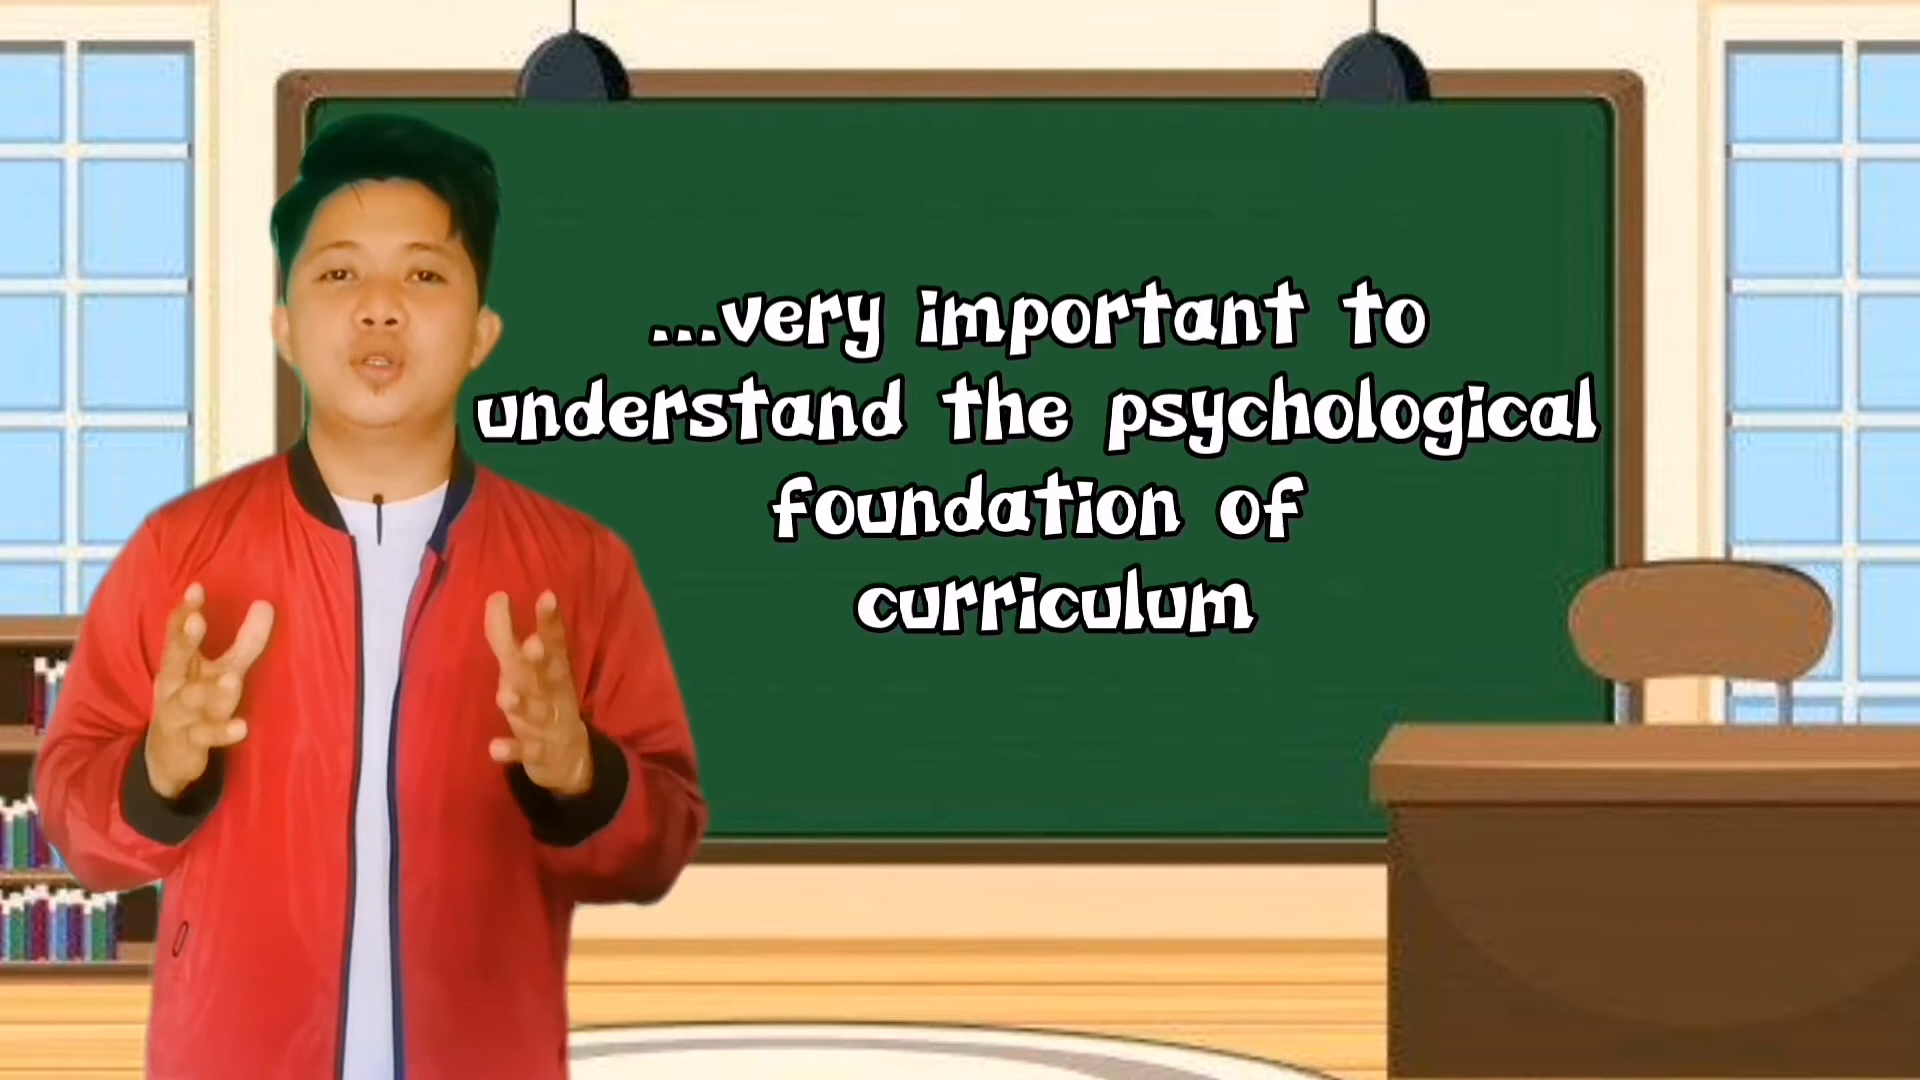 ...very important to
understand the psychological
foundation of
curriculum